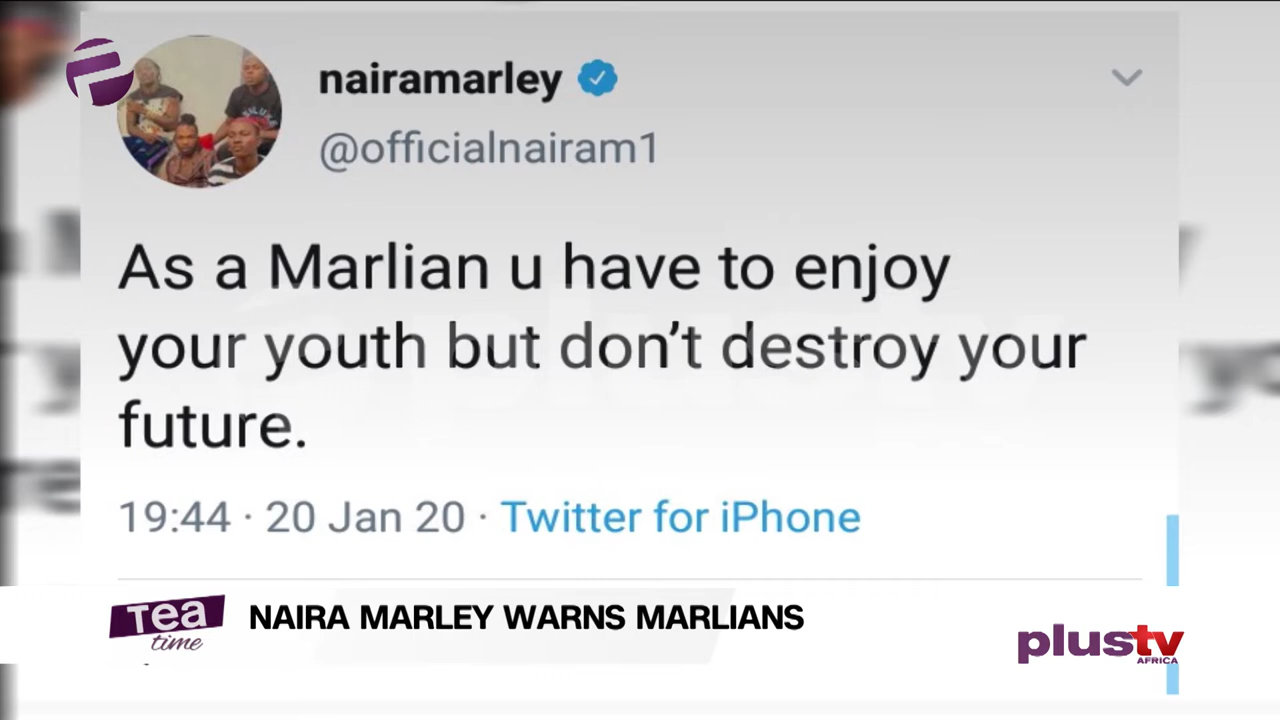 nairamarley
@officialnairam1
As a Marlian u have to enjoy
your youth but don’t destroy your
future.
19:44 · 20 Jan 20 · Twitter for iPhone
Tea
time
NAIRA MARLEY WARNS MARLIANS
plustv
AFRICA